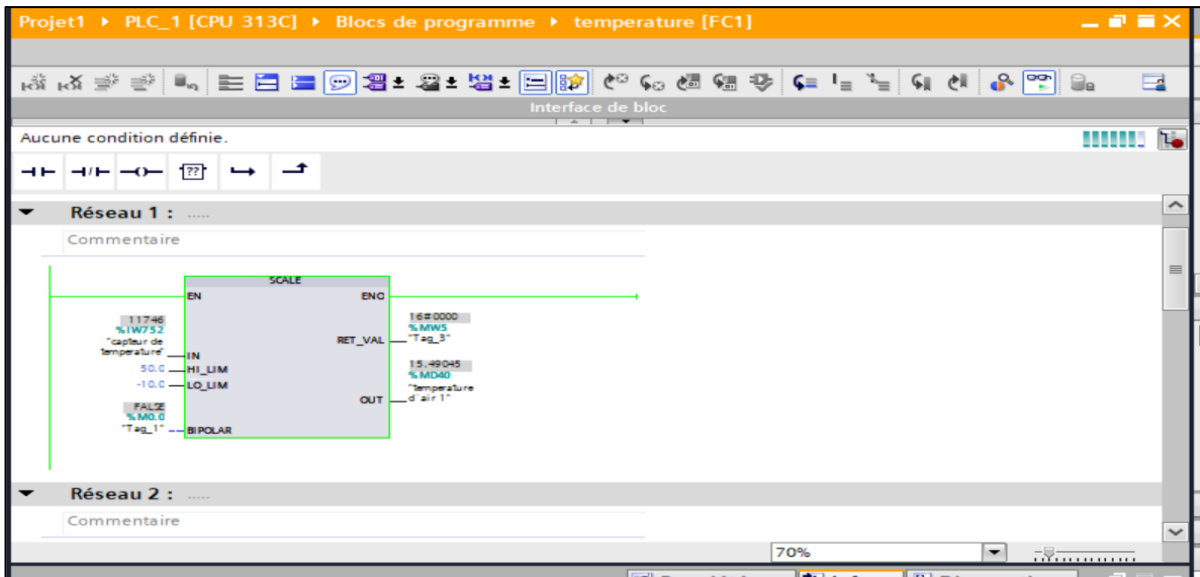 Projet1 ▸ PLC_1 [CPU 313C] ▸ Blocs de programme ▸ temperature [FC1]
Interface de bloc
Aucune condition définie.
??
Réseau 1 : .....
Commentaire
SCALE
EN
ENO
11746
%IW752
"capteur de
temperature"
IN
50.0
HI_LIM
-10.0
LO_LIM
FALSE
%M0.0
"Tag_1"
BIPOLAR
16#0000
%MW5
"Tag_3"
RET_VAL
15.49045
%MD40
"temperature
d'air 1"
OUT
Réseau 2 : .....
Commentaire
70%